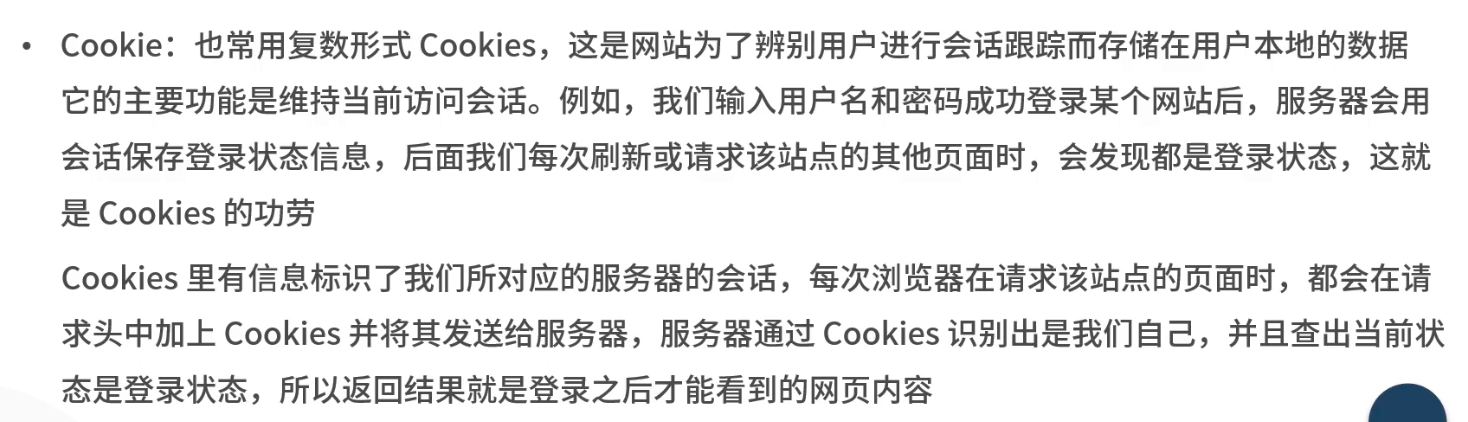 • Cookie：也常用复数形式 Cookies，这是网站为了辨别用户进行会话跟踪而存储在用户本地的数据
它的主要功能是维持当前访问会话。例如，我们输入用户名和密码成功登录某个网站后，服务器会用
会话保存登录状态信息，后面我们每次刷新或请求该站点的其他页面时，会发现都是登录状态，这就
是 Cookies 的功劳
Cookies 里有信息标识了我们所对应的服务器的会话，每次浏览器在请求该站点的页面时，都会在请
求头中加上 Cookies 并将其发送给服务器，服务器通过 Cookies 识别出是我们自己，并且查出当前状
态是登录状态，所以返回结果就是登录之后才能看到的网页内容